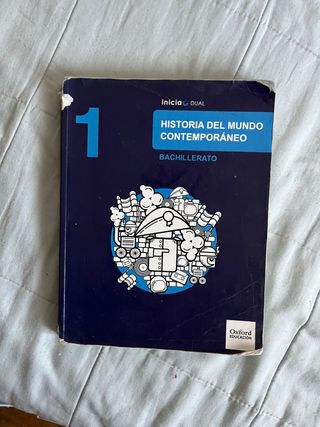 inicia DUAL
1
HISTORIA DEL MUNDO
CONTEMPORÁNEO
BACHILLERATO
Oxford
EDUCACIÓN